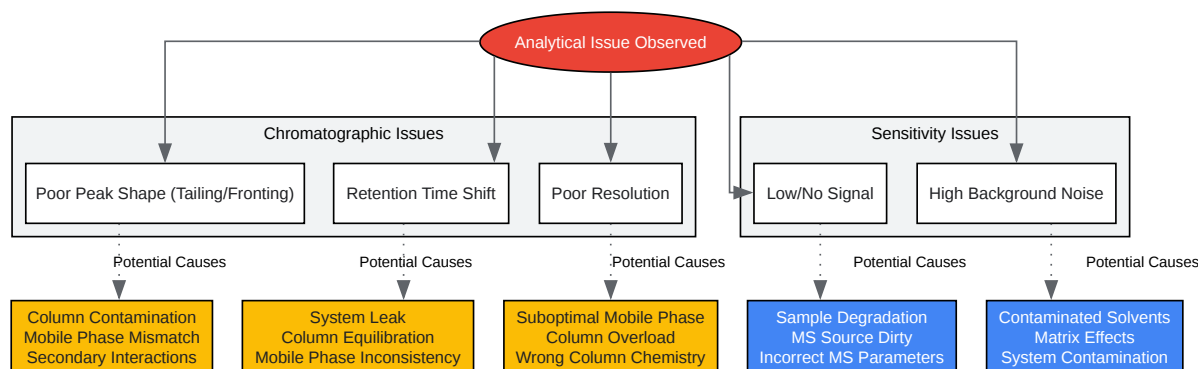 Analytical Issue Observed
Chromatographic Issues
Sensitivity Issues
Poor Peak Shape (Tailing/Fronting)
Retention Time Shift
Poor Resolution
Low/No Signal
High Background Noise
Potential Causes
Potential Causes
Potential Causes
Potential Causes
Potential Causes
Column Contamination
Mobile Phase Mismatch
Secondary Interactions
System Leak
Column Equilibration
Mobile Phase Inconsistency
Suboptimal Mobile Phase
Column Overload
Wrong Column Chemistry
Sample Degradation
MS Source Dirty
Incorrect MS Parameters
Contaminated Solvents
Matrix Effects
System Contamination